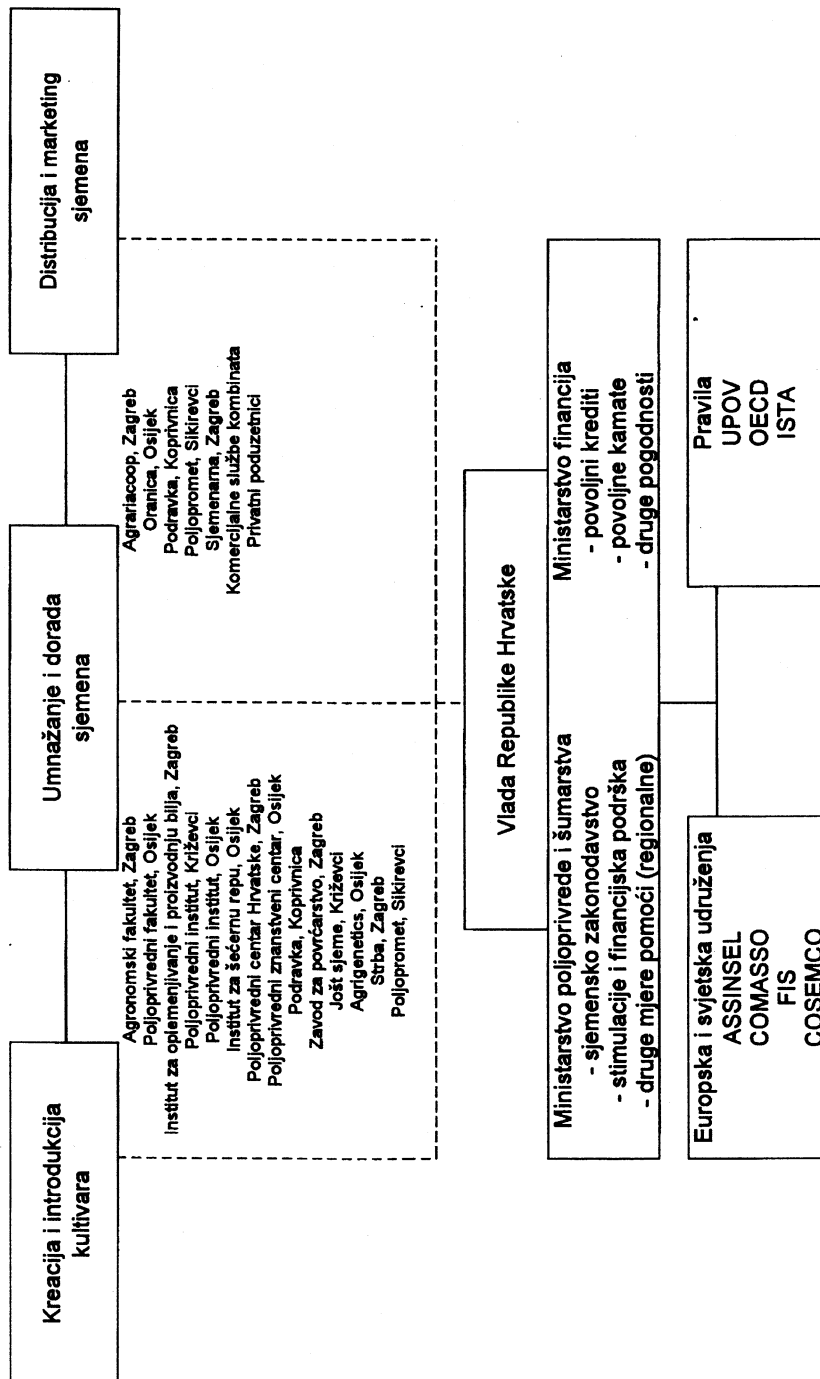 Kreacija i introdukcija
kultivara
Umnažanje i dorada
sjemena
Distribucija i marketing
sjemena
Agronomski fakultet, Zagreb
Poljoprivredni fakultet, Osijek
Institut za oplemenjivanje i proizvodnju bilja, Zagreb
Poljoprivredni institut, Križevci
Poljoprivredni institut, Osijek
Institut za šećernu repu, Osijek
Poljoprivredni centar Hrvatske, Zagreb
Poljoprivredni znanstveni centar, Osijek
Podravka, Koprivnica
Zavod za povrćarstvo, Zagreb
Jošt sjeme, Križevci
Agrigenetics, Osijek
Strba, Zagreb
Poljopromet, Sikirevci
Agrariacoop, Zagreb
Oranica, Osijek
Podravka, Koprivnica
Poljopromet, Sikirevci
Sjemenarna, Zagreb
Komercijalne službe kombinata
Privatni poduzetnici
Vlada Republike Hrvatske
Ministarstvo poljoprivrede i šumarstva
- sjemensko zakonodavstvo
- stimulacije i financijska podrška
- druge mjere pomoći (regionalne)
Ministarstvo financija
- povoljni krediti
- povoljne kamate
- druge pogodnosti
Europska i svjetska udruženja
ASSINSEL
COMASSO
FIS
COSEMCO
Pravila
UPOV
OECD
ISTA